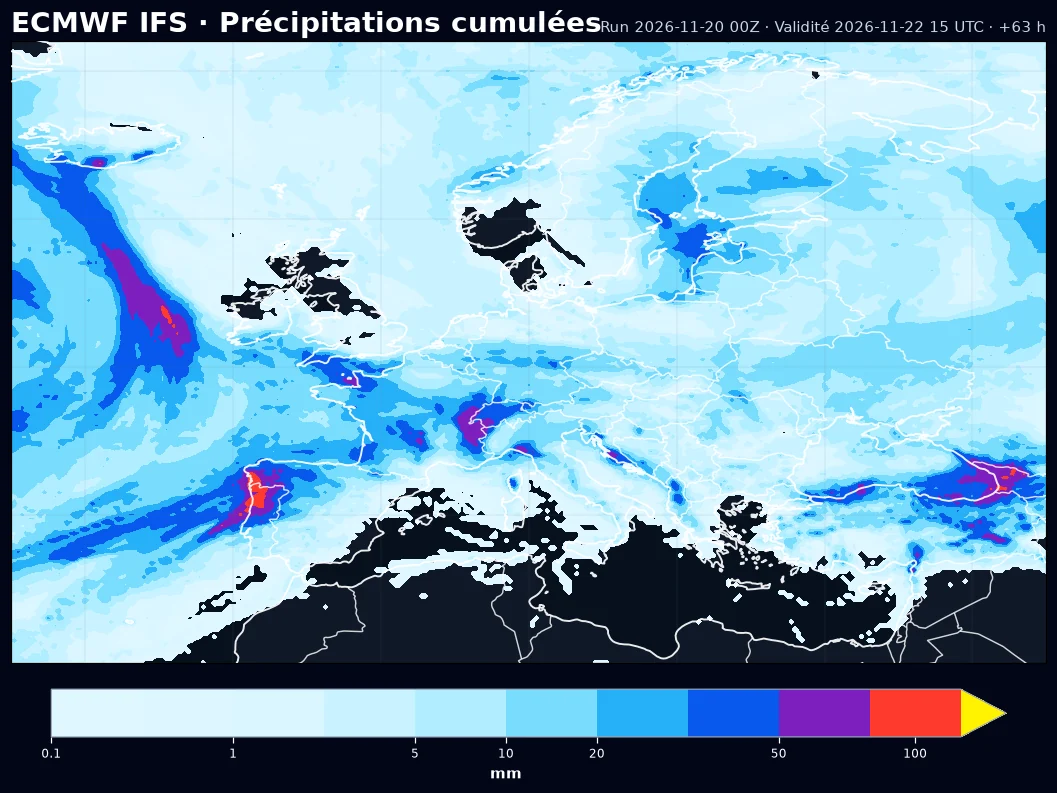 ECMWF IFS · Précipitations cumulées
Run 2026-11-20 00Z · Validité 2026-11-22 15 UTC · +63 h
0.1 1 5 10 20 50 100
mm